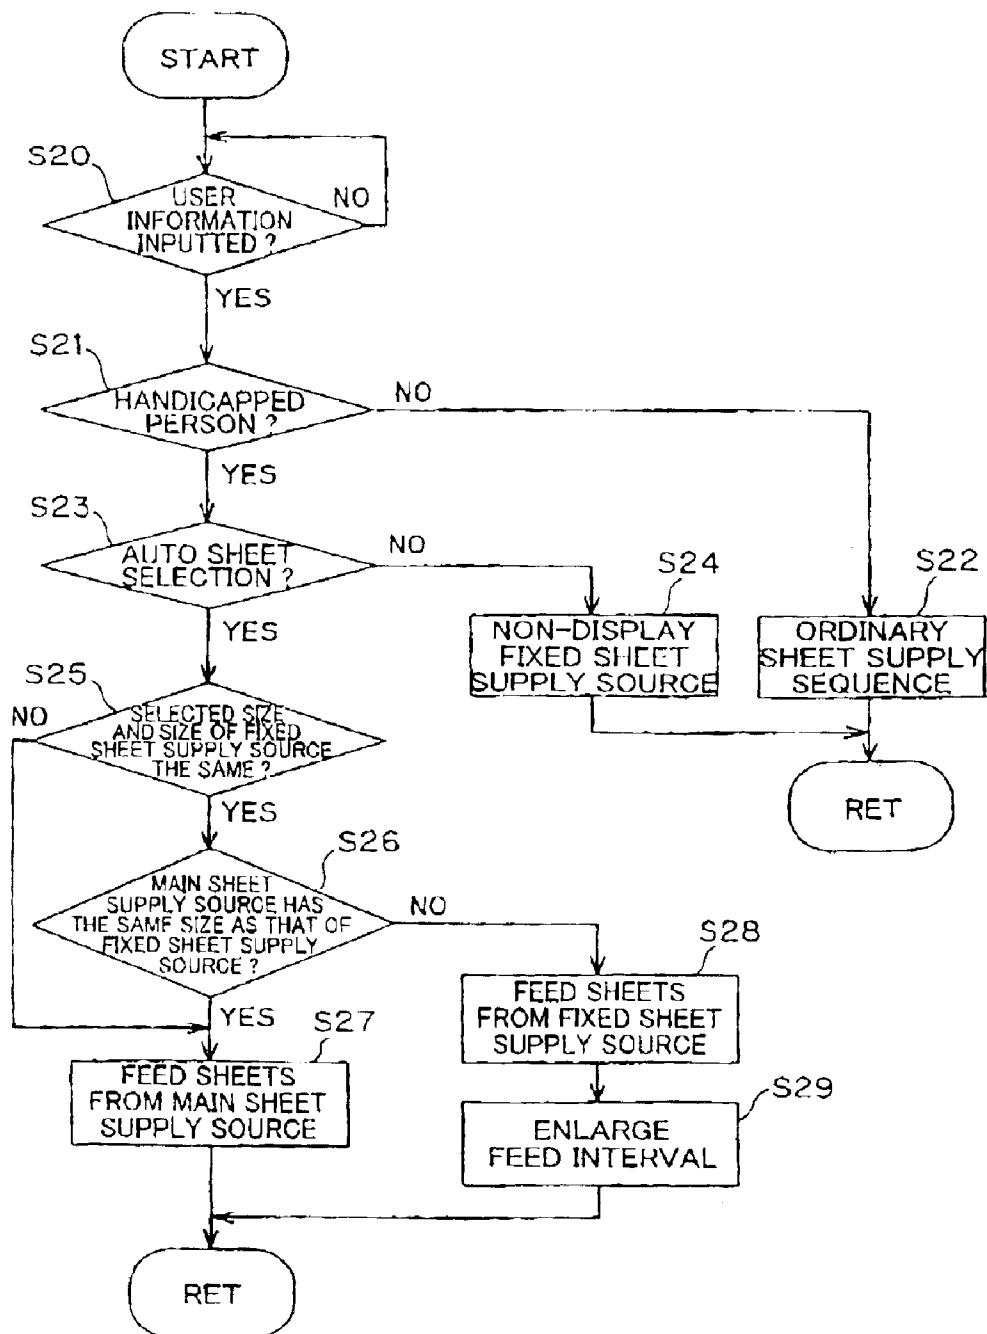 START
S20
USER
INFORMATION
INPUTTED ?
NO
YES
S21
HANDICAPPED
PERSON ?
NO
YES
S23
AUTO SHEET
SELECTION ?
NO
YES
S24
NON-DISPLAY
FIXED SHEET
SUPPLY SOURCE
S22
ORDINARY
SHEET SUPPLY
SEQUENCE
RET
S25
NO
SELECTED SIZE
AND SIZE OF FIXED
SHEET SUPPLY SOURCE
THE SAME ?
YES
S26
MAIN SHEET
SUPPLY SOURCE HAS
THE SAME SIZE AS THAT OF
FIXED SHEET SUPPLY
SOURCE ?
NO
YES
S28
FEED SHEETS
FROM FIXED SHEET
SUPPLY SOURCE
S27
FEED SHEETS
FROM MAIN SHEET
SUPPLY SOURCE
S29
ENLARGE
FEED INTERVAL
RET